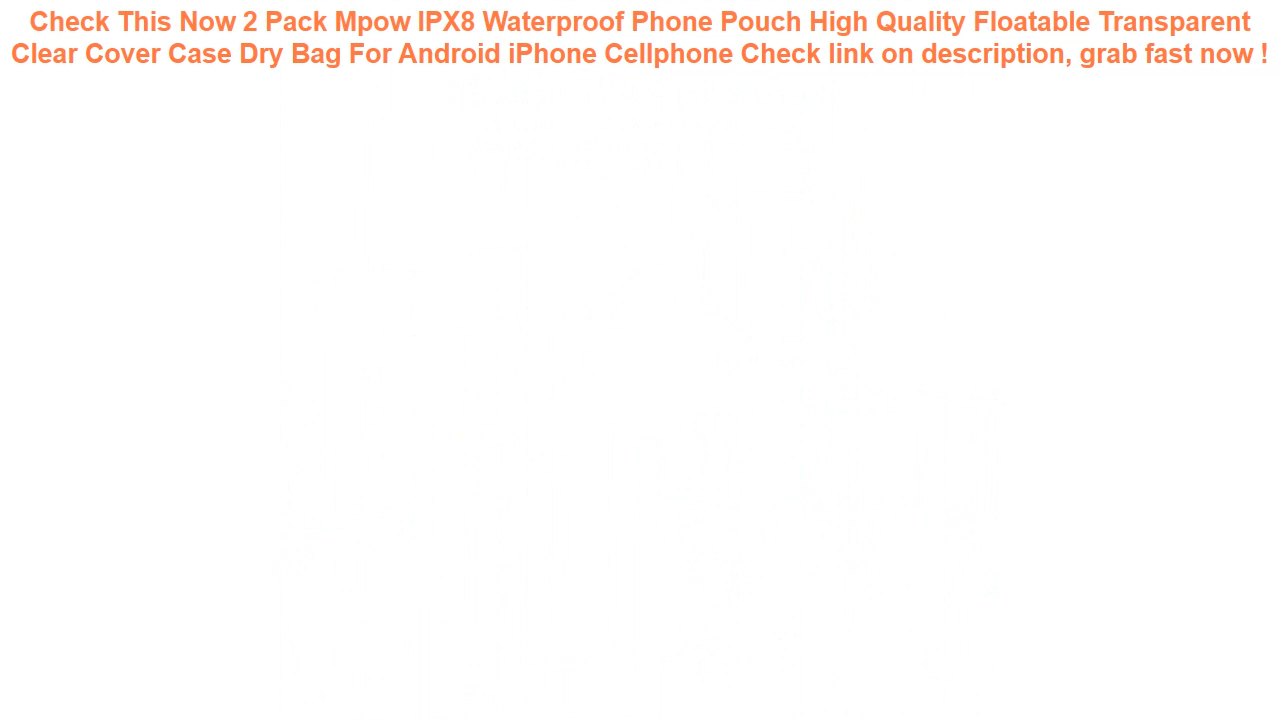 Check This Now 2 Pack Mpow IPX8 Waterproof Phone Pouch High Quality Floatable Transparent
Clear Cover Case Dry Bag For Android iPhone Cellphone Check link on description, grab fast now !